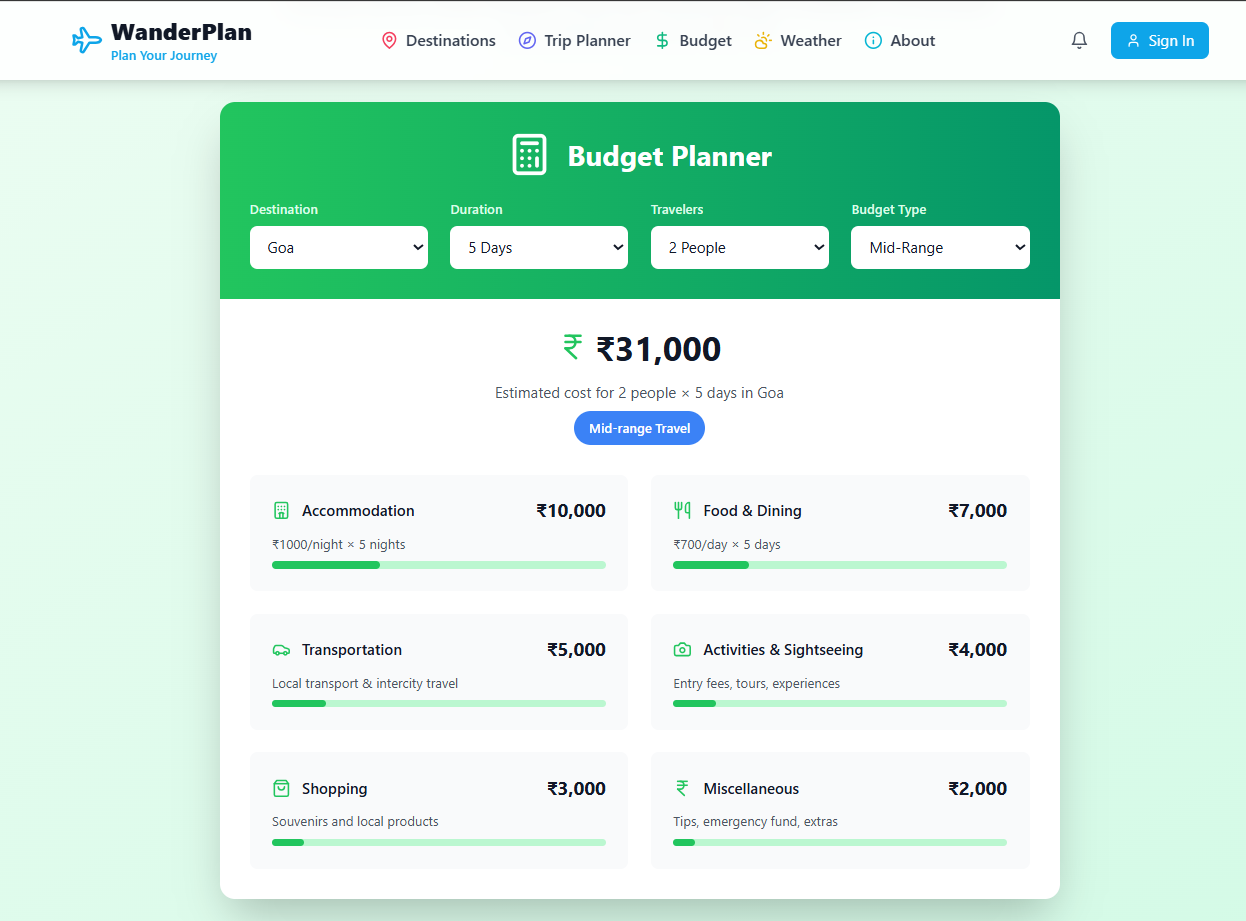 WanderPlan
Plan Your Journey
Destinations
Trip Planner
Budget
Weather
About
Sign In
Budget Planner
Destination
Duration
Travelers
Budget Type
Goa
5 Days
2 People
Mid-Range
₹ ₹31,000
Estimated cost for 2 people × 5 days in Goa
Mid-range Travel
Accommodation
₹10,000
₹1000/night × 5 nights
Food & Dining
₹7,000
₹700/day × 5 days
Transportation
₹5,000
Local transport & intercity travel
Activities & Sightseeing
₹4,000
Entry fees, tours, experiences
Shopping
₹3,000
Souvenirs and local products
Miscellaneous
₹2,000
Tips, emergency fund, extras